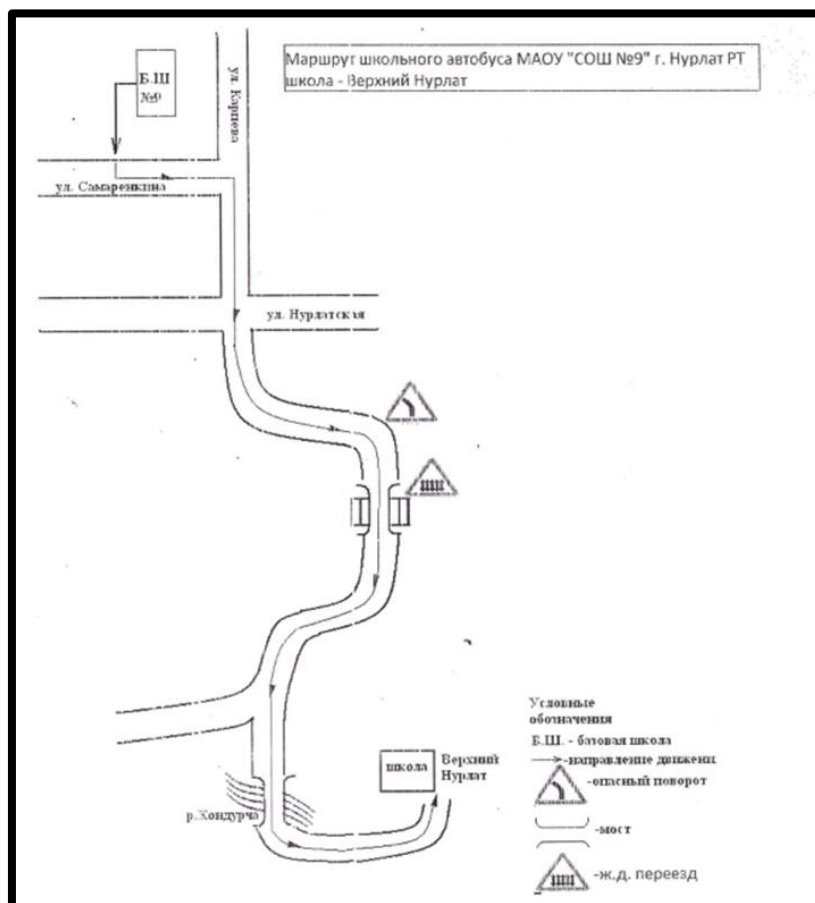 Маршрут школьного автобуса МАОУ "СОШ №9" г. Нурлат РТ
школа - Верхний Нурлат
Б.Ш
№9
ул. Карпева
ул. Самаренкина
ул. Нурлатская
школа
Верхний
Нурлат
р.Кондурча
Условные
обозначения
Б.Ш. - базовая школа
-направление движени
-опасный поворот
-мост
-ж.д. переезд